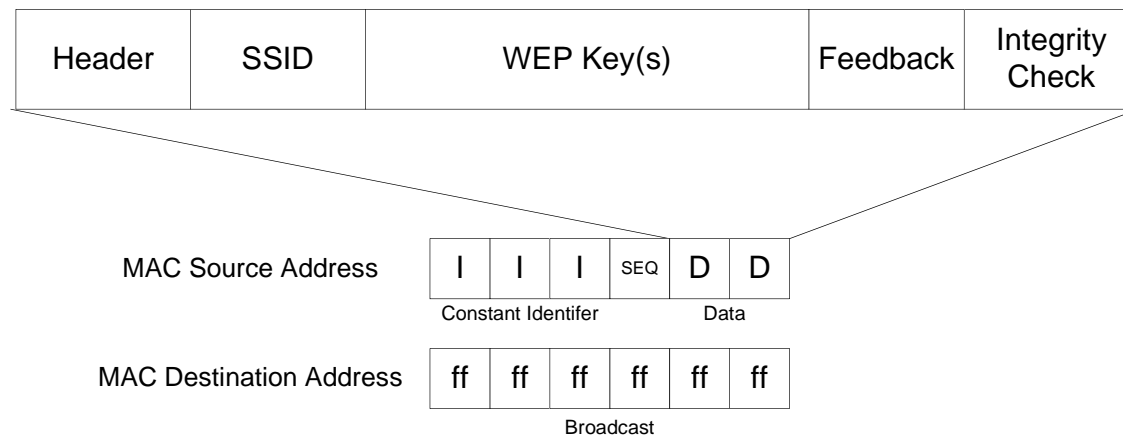 Header SSID WEP Key(s) Feedback Integrity Check
MAC Source Address I I I SEQ D D
Constant Identifer Data
MAC Destination Address ff ff ff ff ff ff
Broadcast